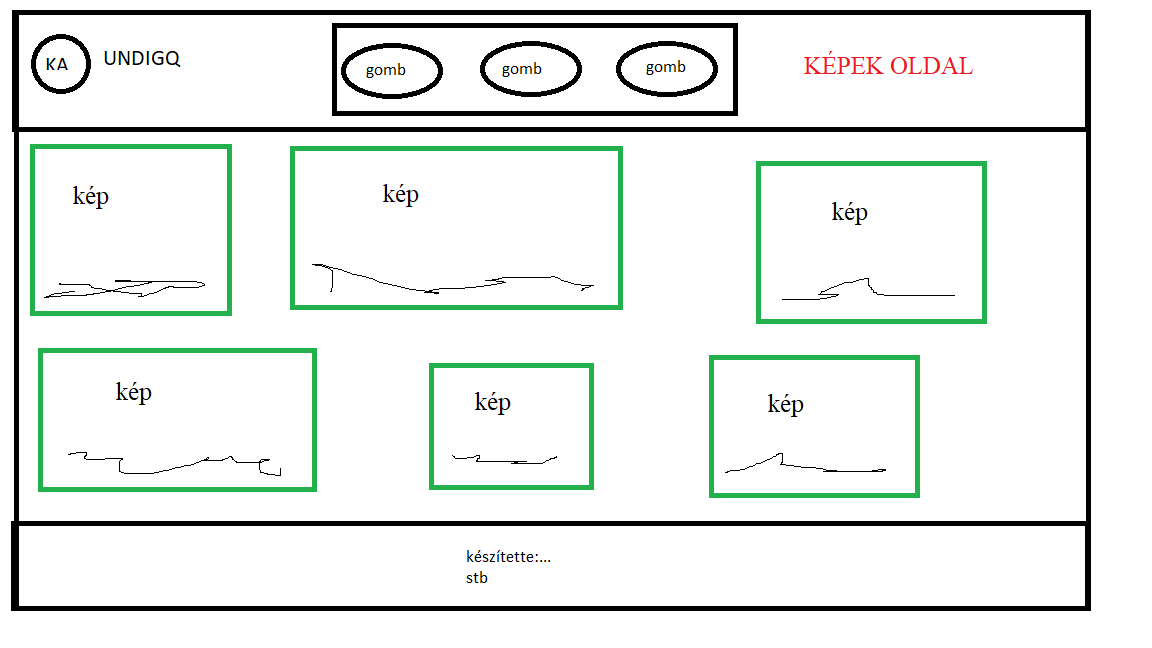 KA
UNDIGQ
gomb
gomb
gomb
KÉPEK OLDAL
kép
kép
kép
kép
kép
kép
készítette:...
stb